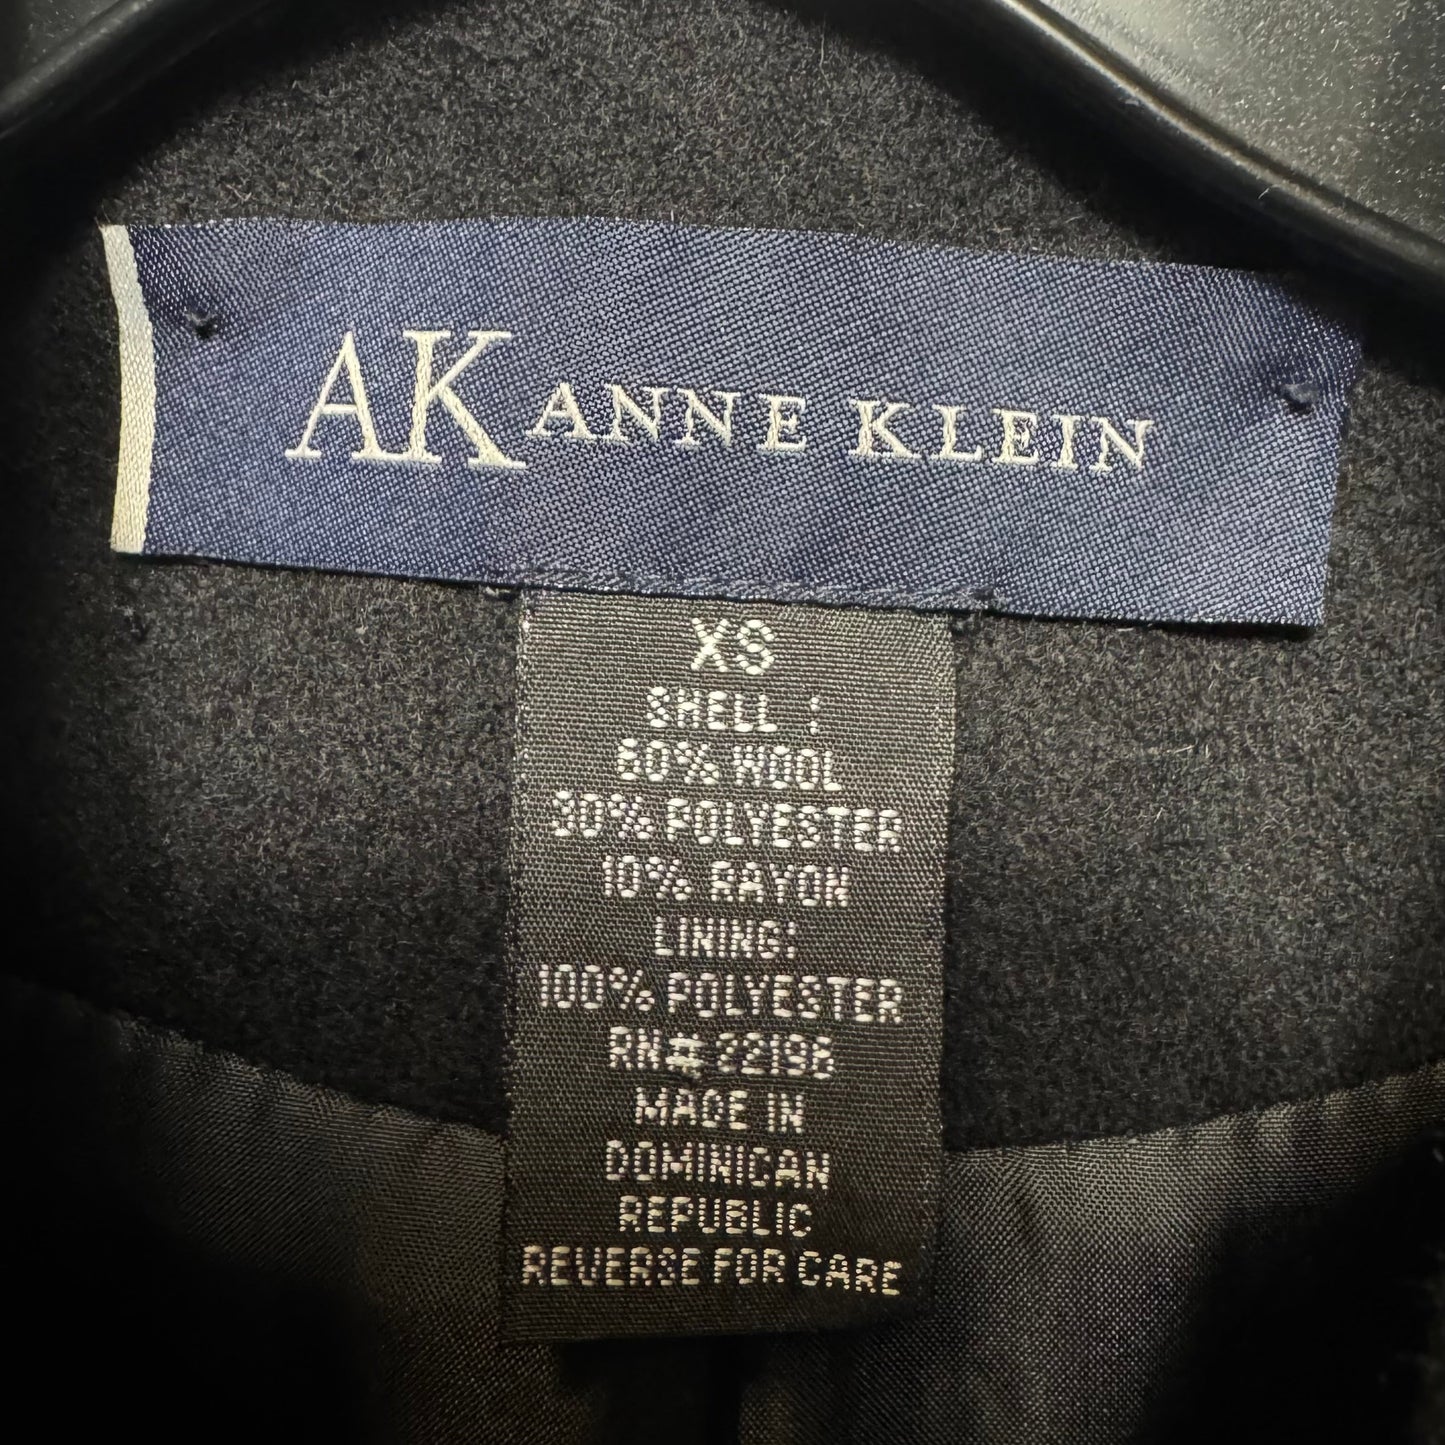 AK ANNE KLEIN
XS
SHELL :
60% WOOL
30% POLYESTER
10% RAYON
LINING:
100% POLYESTER
RN# 22198
MADE IN
DOMINICAN
REPUBLIC
REVERSE FOR CARE